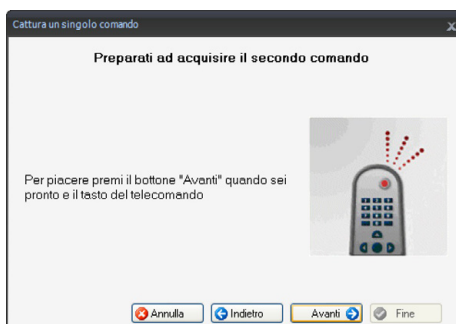 Cattura un singolo comando
x
Preparati ad acquisire il secondo comando
Per piacere premi il bottone "Avanti" quando sei
pronto e il tasto del telecomando
Annulla Indietro Avanti Fine